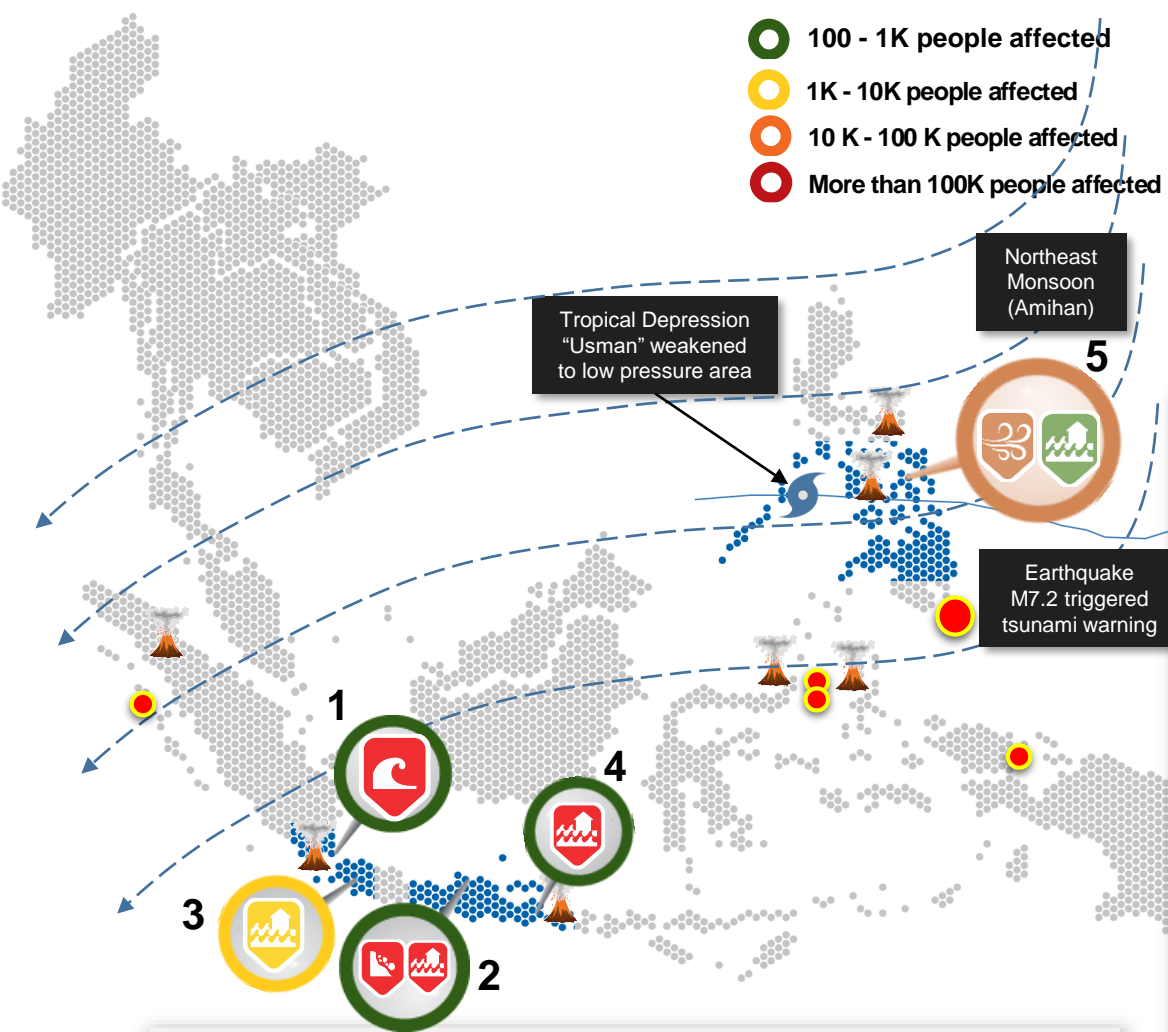 100 - 1K people affected
1K - 10K people affected
10 K - 100 K people affected
More than 100K people affected
Northeast
Monsoon
(Amihan)
Tropical Depression
“Usman” weakened
to low pressure area
5
Earthquake
M7.2 triggered
tsunami warning
1
4
3
2